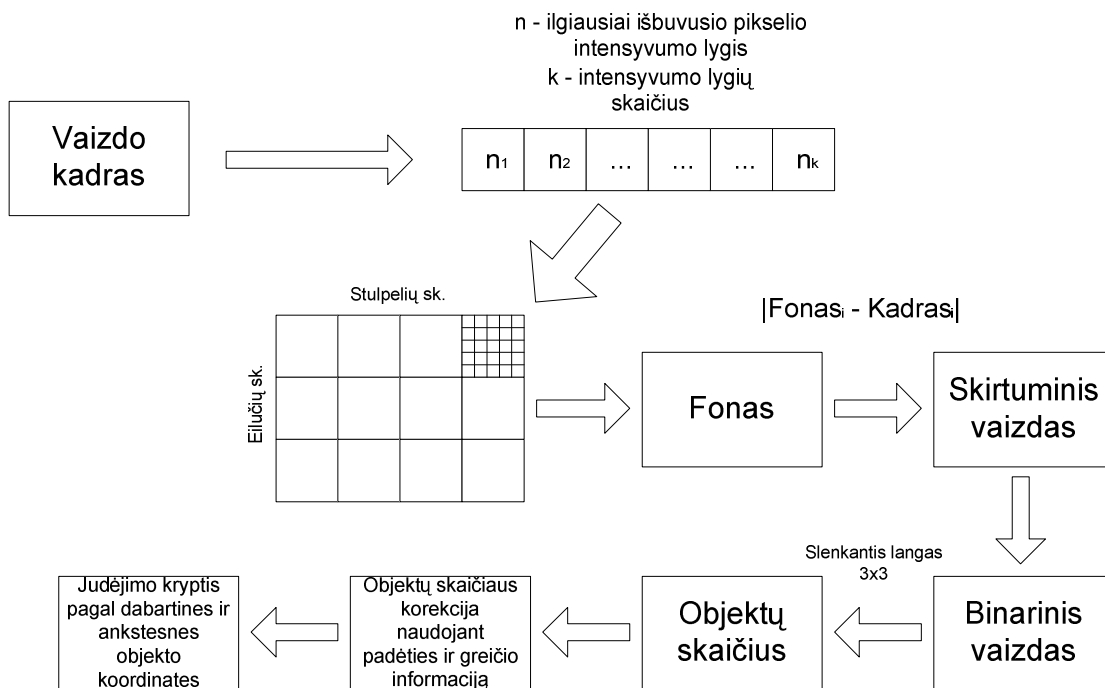 n - ilgiausiai išbuvusio pikselio
intensyvumo lygis
k - intensyvumo lygių
skaičius
Vaizdo
kadras
n1 n2 ... ... ... nk
Stulpelių sk.
Eilučių sk.
|Fonasi - Kadrasi|
Fonas
Skirtuminis
vaizdas
Slenkantis langas
3x3
Binarinis
vaizdas
Objektų
skaičius
Objektų skaičiaus
korekcija
naudojant
padėties ir greičio
informaciją
Judėjimo kryptis
pagal dabartines ir
ankstesnes
objekto
koordinates